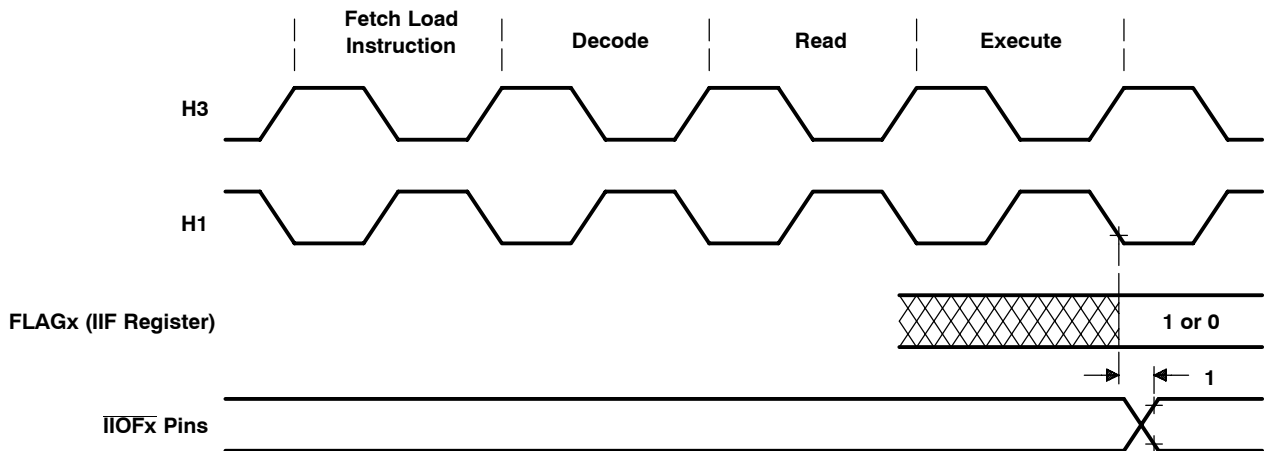 Fetch Load
Instruction
Decode
Read
Execute
H3
H1
FLAGx (IIF Register)
1 or 0
1
IIOFx Pins